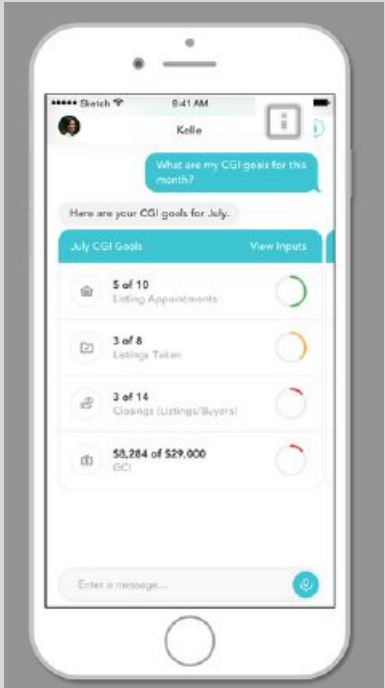 Sketch 9:41 AM
Kelle
What are my CGI goals for this
month?
Here are your CGI goals for July.
July CGI Goals View Inputs
5 of 10
Listing Appointments
3 of 8
Listings Taken
3 of 14
Closings (Listings/Buyers)
$8,284 of $29,000
GCI
Enter a message...